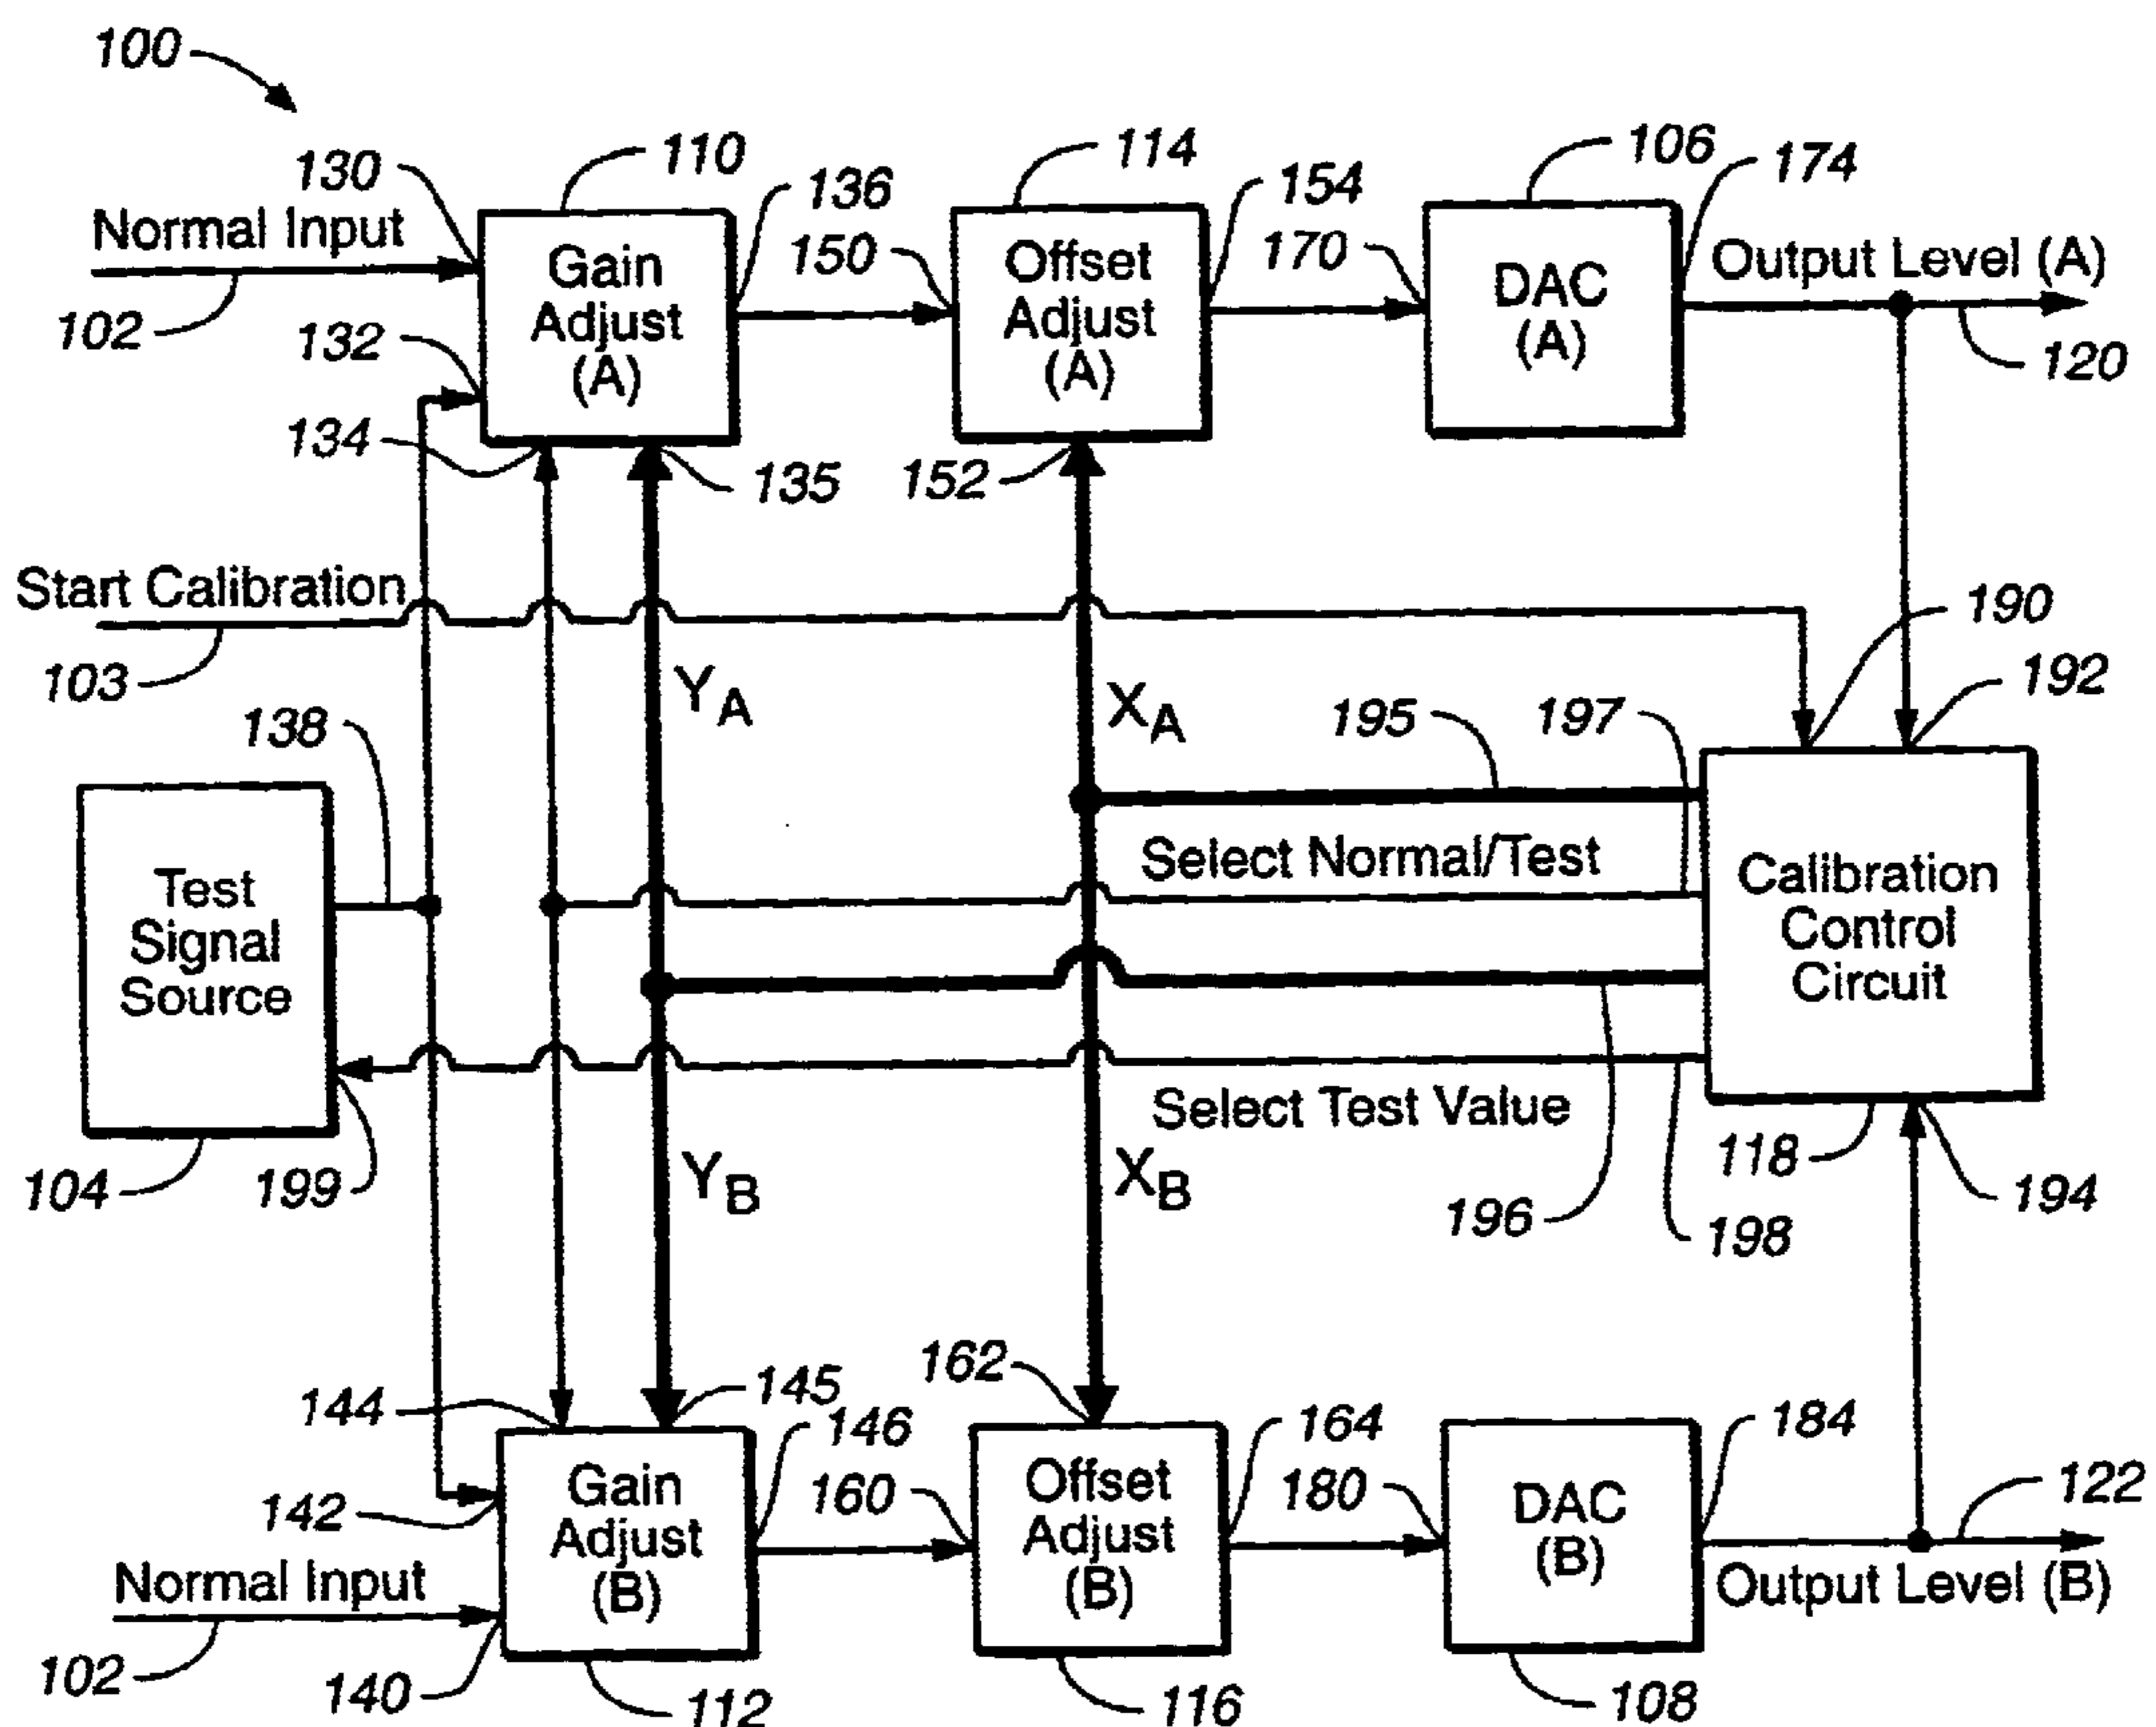 100
110
114
106
174
130
136
154
Normal Input
150
170
Output Level (A)
102
132
Gain
Adjust
(A)
Offset
Adjust
(A)
DAC
(A)
120
134
135
152
Start Calibration
190
103
192
YA
XA
195
197
138
Select Normal/Test
Test
Signal
Source
Calibration
Control
Circuit
Select Test Value
118
104
199
YB
XB
196
198
194
162
144
145
146
164
184
142
160
180
122
Gain
Adjust
(B)
Offset
Adjust
(B)
DAC
(B)
Normal Input
Output Level (B)
102
140
112
116
108